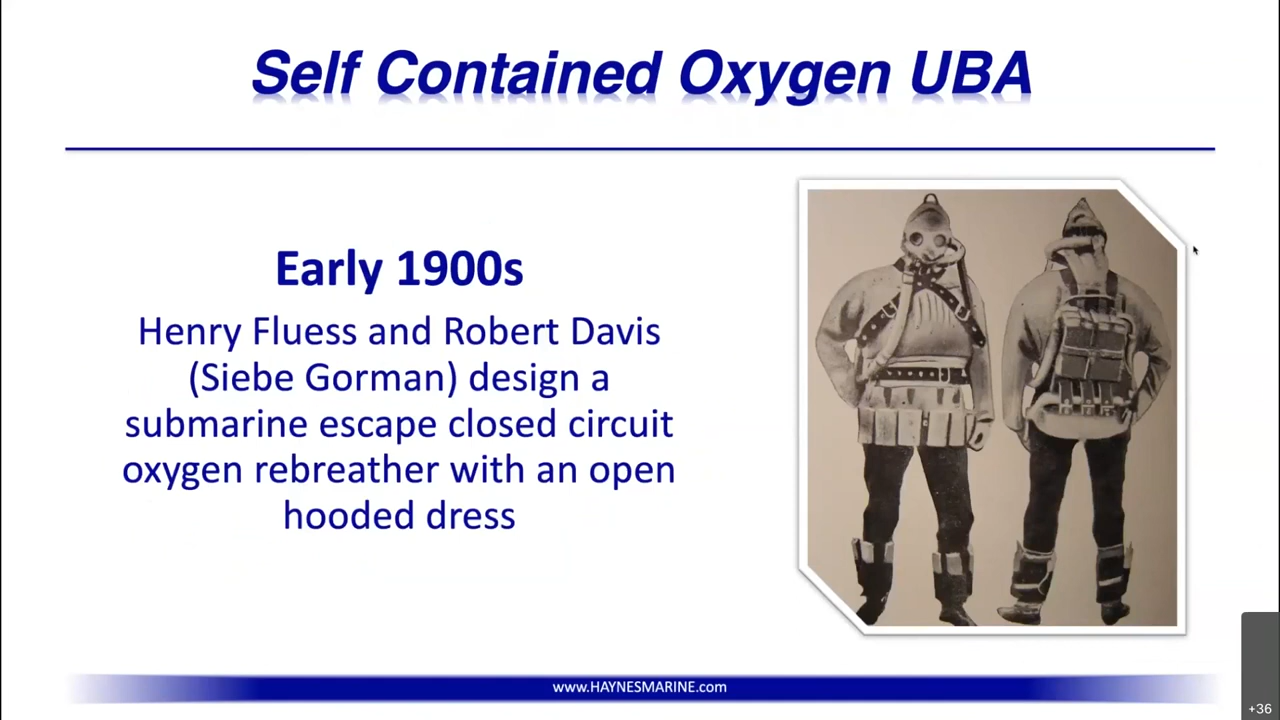 Self Contained Oxygen UBA
Early 1900s
Henry Fluess and Robert Davis
(Siebe Gorman) design a
submarine escape closed circuit
oxygen rebreather with an open
hooded dress
www.HAYNESMARINE.com
+36